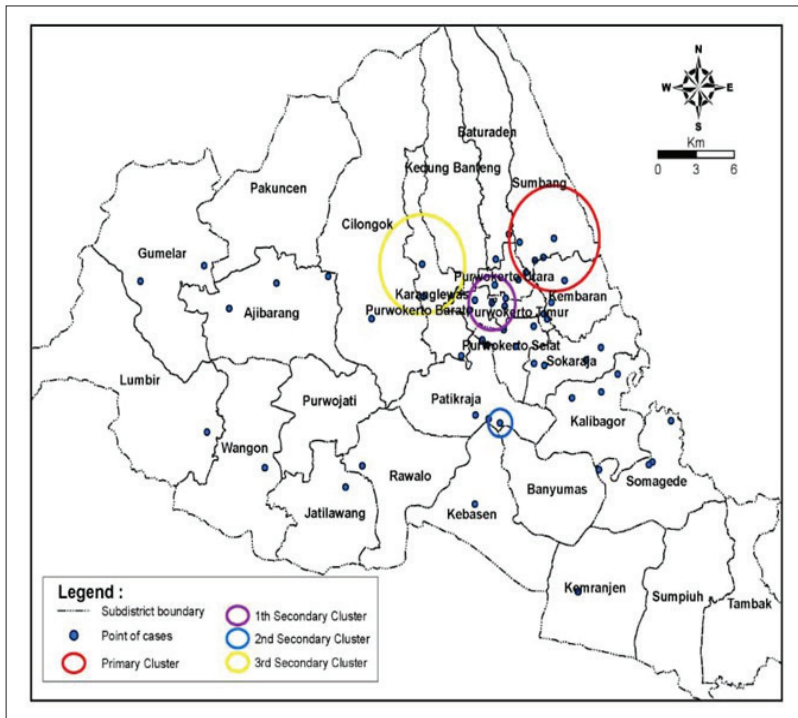 N
W E
S
Km
0 3 6
Baturaden
Kedung Banteng
Sumbang
Pakuncen
Cilongok
Gumelar
Purwokerto Utara
Karanglewas
Kembaran
Ajibarang
Purwokerto Barat
Purwokerto Timur
Purwokerto Selat
Sokaraja
Lumbir
Purwojati
Patikraja
Kalibagor
Wangon
Rawalo
Somagede
Banyumas
Jatilawang
Kebasen
Kemranjen
Sumpiuh
Tambak
Legend :
Subdistrict boundary
Point of cases
Primary Cluster
1th Secondary Cluster
2nd Secondary Cluster
3rd Secondary Cluster